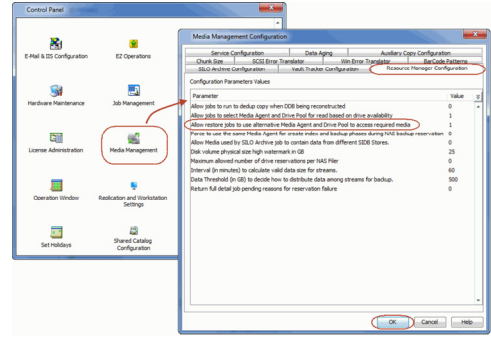 Control Panel
E-Mail & IIS Configuration
EZ Operations
Hardware Maintenance
Job Management
License Administration
Media Management
Operation Window
Replication and Workstation
Settings
Set Holidays
Shared Catalog
Configuration
Media Management Configuration
Service Configuration
Data Aging
Auxiliary Copy Configuration
Chunk Size
SCSI Error Translator
Win Error Translator
BarCode Patterns
SILO Archive Configuration
Vault Tracker Configuration
Resource Manager Configuration
Configuration Parameters Values
Parameter Value
Allow jobs to run to dedup copy when DDB being reconstructed 0
Allow jobs to select Media Agent and Drive Pool for read based on drive availability 1
Allow restore jobs to use alternative Media Agent and Drive Pool to access required media 1
Force to use the same Media Agent for create index and backup phases during NAS backup reservation 0
Allow Media used by SILO Archive job to contain data from different SIDB Stores. 0
Disk volume physical size high watermark in GB 25
Maximum allowed number of drive reservations per NAS Filer 0
Interval (in minutes) to calculate valid data size for streams. 60
Data Threshold (in GB) to decide how to distribute data among streams for backup. 500
Return full detail job pending reasons for reservation failure 0
OK
Cancel
Help